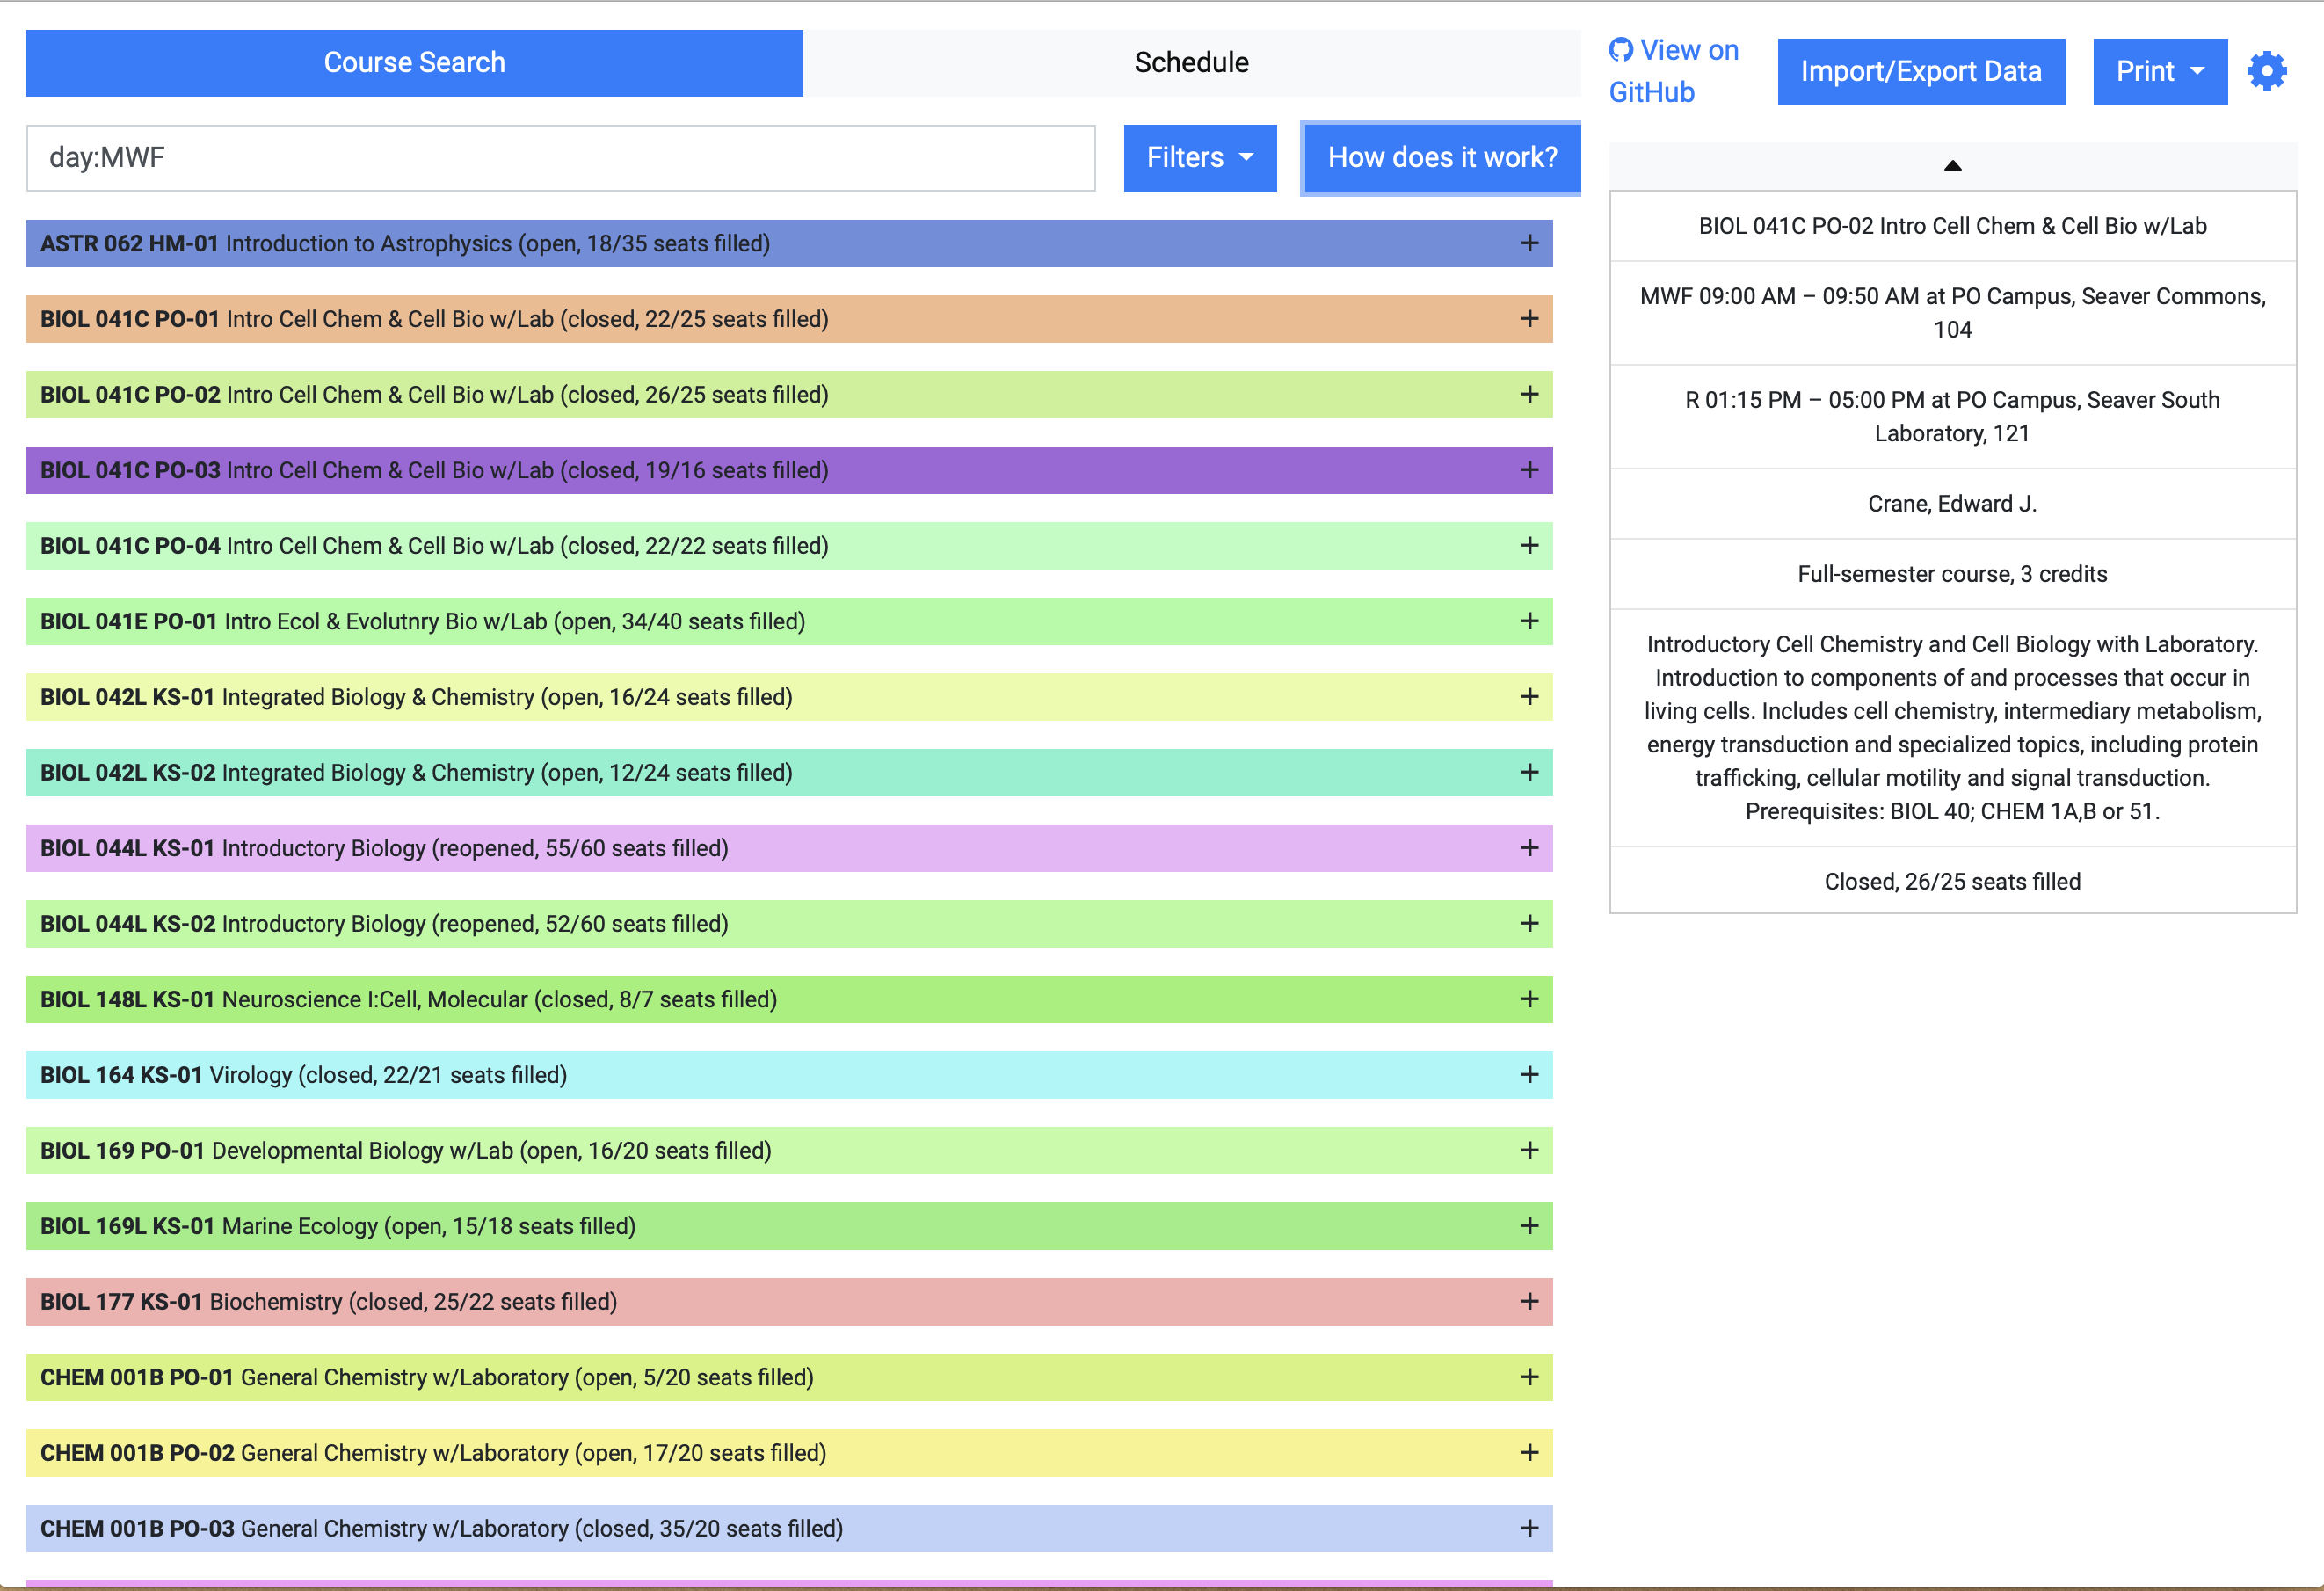 Course Search
Schedule
View on
GitHub
Import/Export Data
Print
day:MWF
Filters
How does it work?
ASTR 062 HM-01 Introduction to Astrophysics (open, 18/35 seats filled)
+
BIOL 041C PO-01 Intro Cell Chem & Cell Bio w/Lab (closed, 22/25 seats filled)
+
BIOL 041C PO-02 Intro Cell Chem & Cell Bio w/Lab (closed, 26/25 seats filled)
+
BIOL 041C PO-03 Intro Cell Chem & Cell Bio w/Lab (closed, 19/16 seats filled)
+
BIOL 041C PO-04 Intro Cell Chem & Cell Bio w/Lab (closed, 22/22 seats filled)
+
BIOL 041E PO-01 Intro Ecol & Evolutnry Bio w/Lab (open, 34/40 seats filled)
+
BIOL 042L KS-01 Integrated Biology & Chemistry (open, 16/24 seats filled)
+
BIOL 042L KS-02 Integrated Biology & Chemistry (open, 12/24 seats filled)
+
BIOL 044L KS-01 Introductory Biology (reopened, 55/60 seats filled)
+
BIOL 044L KS-02 Introductory Biology (reopened, 52/60 seats filled)
+
BIOL 148L KS-01 Neuroscience I:Cell, Molecular (closed, 8/7 seats filled)
+
BIOL 164 KS-01 Virology (closed, 22/21 seats filled)
+
BIOL 169 PO-01 Developmental Biology w/Lab (open, 16/20 seats filled)
+
BIOL 169L KS-01 Marine Ecology (open, 15/18 seats filled)
+
BIOL 177 KS-01 Biochemistry (closed, 25/22 seats filled)
+
CHEM 001B PO-01 General Chemistry w/Laboratory (open, 5/20 seats filled)
+
CHEM 001B PO-02 General Chemistry w/Laboratory (open, 17/20 seats filled)
+
CHEM 001B PO-03 General Chemistry w/Laboratory (closed, 35/20 seats filled)
+
BIOL 041C PO-02 Intro Cell Chem & Cell Bio w/Lab
MWF 09:00 AM – 09:50 AM at PO Campus, Seaver Commons,
104
R 01:15 PM – 05:00 PM at PO Campus, Seaver South
Laboratory, 121
Crane, Edward J.
Full-semester course, 3 credits
Introductory Cell Chemistry and Cell Biology with Laboratory.
Introduction to components of and processes that occur in
living cells. Includes cell chemistry, intermediary metabolism,
energy transduction and specialized topics, including protein
trafficking, cellular motility and signal transduction.
Prerequisites: BIOL 40; CHEM 1A,B or 51.
Closed, 26/25 seats filled